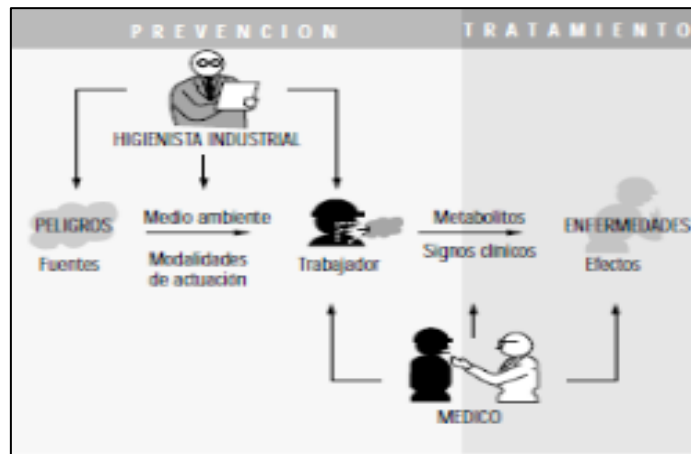 PREVENCION
TRATAMIENTO
HIGIENISTA INDUSTRIAL
PELIGROS
Fuentes
Medio ambiente
Modalidades
de actuación
Trabajador
Metabolitos
Signos clínicos
ENFERMEDADES
Efectos
MEDICO